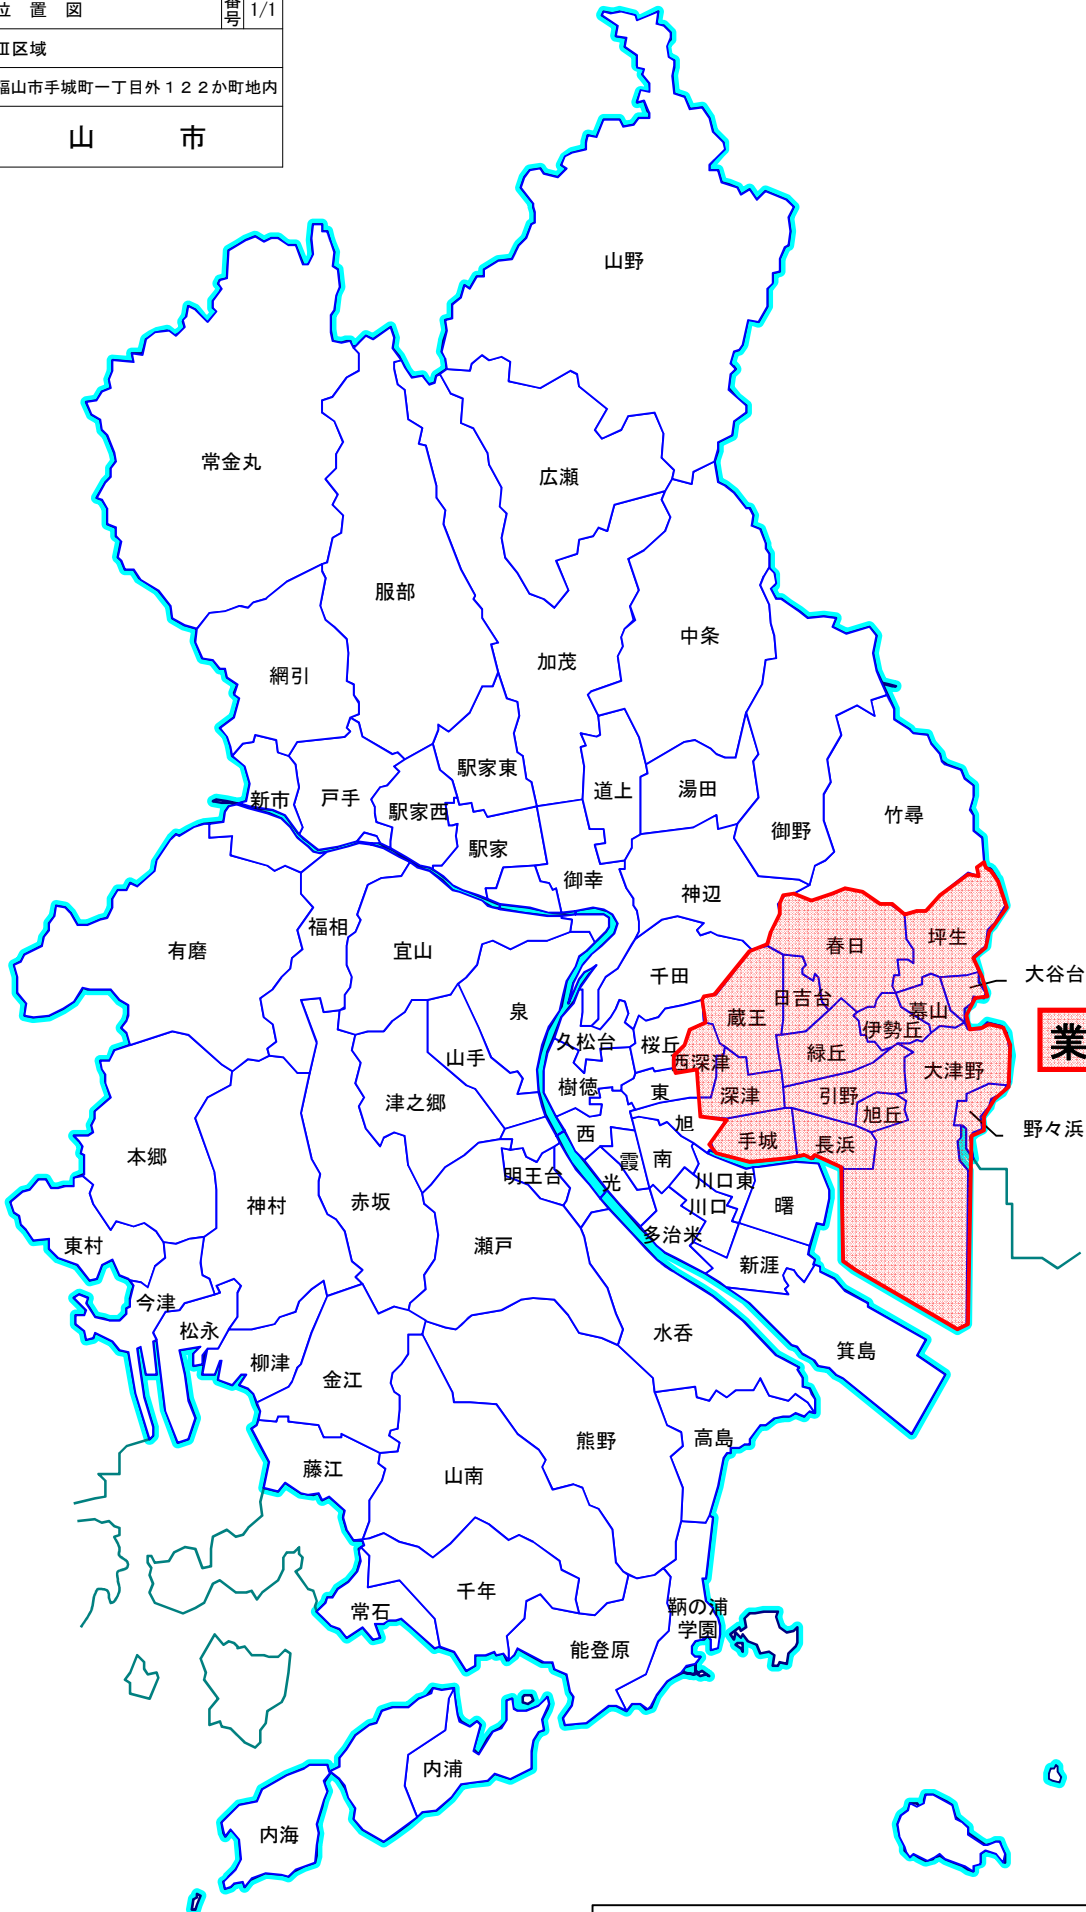 位 置 図
番号 1/1
Ⅲ区域
福山市手城町一丁目外122か町地内
山 市
山野
常金丸
広瀬
服部
中条
加茂
網引
駅家東
道上
湯田
新市
戸手
駅家西
竹尋
御野
駅家
御幸
神辺
福相
坪生
有磨
宜山
春日
千田
大谷台
日吉台
泉
幕山
蔵王
伊勢丘
業
久松台
桜丘
山手
緑丘
西深津
大津野
樹徳
東
深津
引野
津之郷
旭丘
旭
野々浜
西
手城
長浜
本郷
南
霞
明王台
光
川口東
赤坂
神村
川口
曙
多治米
東村
瀬戸
新涯
今津
松永
水呑
箕島
柳津
金江
高島
熊野
藤江
山南
千年
鞆の浦
学園
常石
能登原
内浦
内海